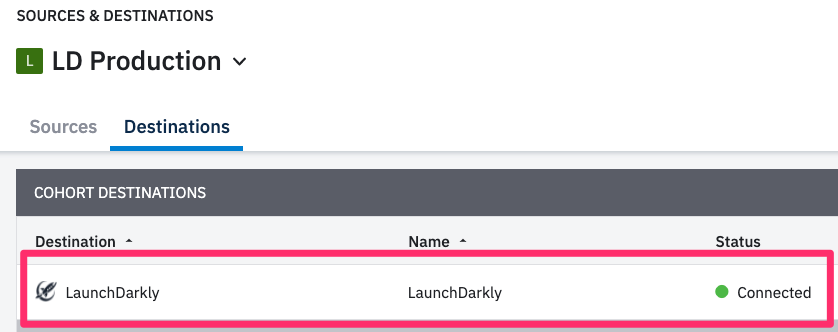 SOURCES & DESTINATIONS
L LD Production
Sources Destinations
COHORT DESTINATIONS
Destination Name Status
LaunchDarkly LaunchDarkly Connected